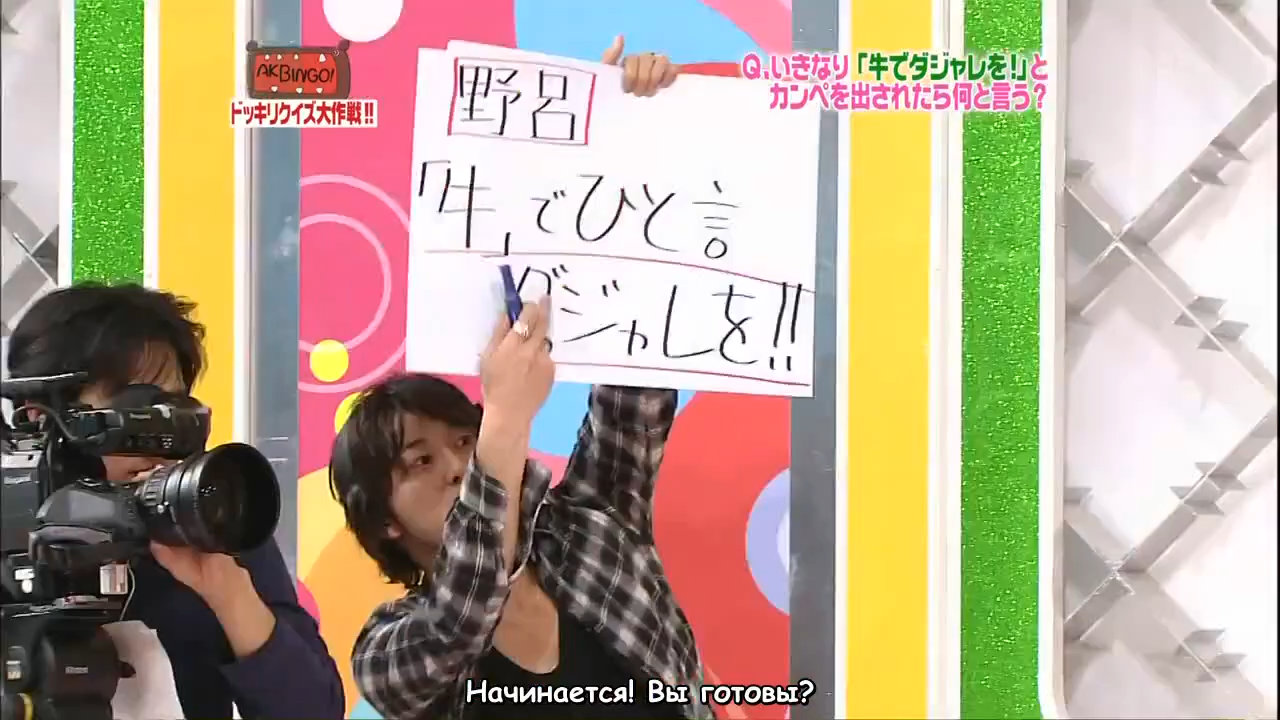 AKBINGO!
ドッキリクイズ大作戦!!
Q.いきなり「牛でダジャレを!」と
カンペを出されたら何と言う?
野呂
「牛」でひと言
ダジャレを!!
Начинается! Вы готовы?